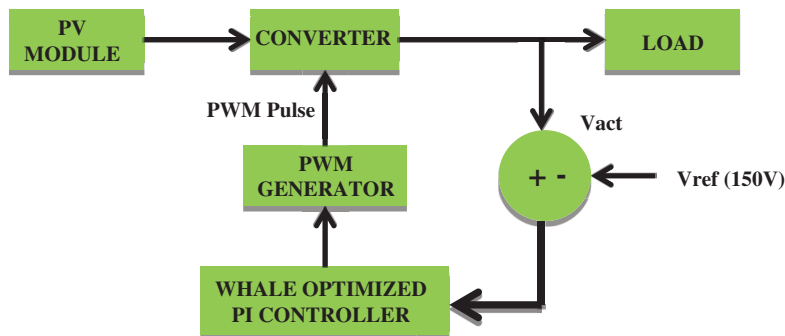 PV
MODULE
CONVERTER
LOAD
PWM Pulse
Vact
PWM
GENERATOR
+ -
Vref (150V)
WHALE OPTIMIZED
PI CONTROLLER